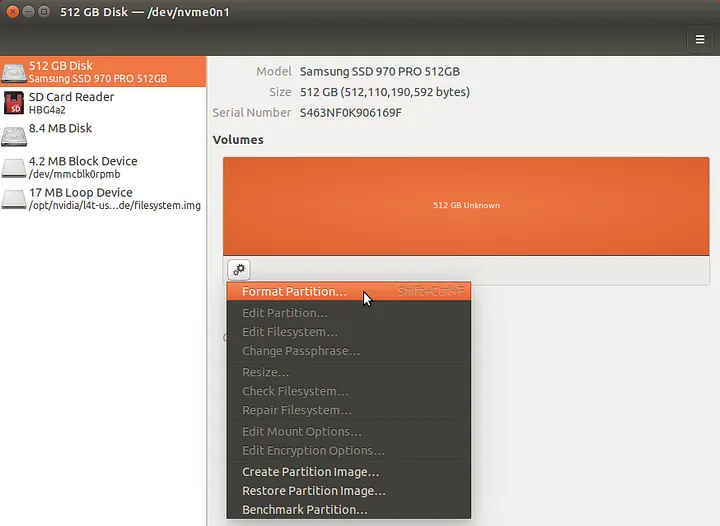 512 GB Disk — /dev/nvme0n1
512 GB Disk
Samsung SSD 970 PRO 512GB
SD Card Reader
HBG4a2
8.4 MB Disk
4.2 MB Block Device
/dev/mmcblk0rpmb
17 MB Loop Device
/opt/nvidia/l4t-us...de/filesystem.img
SD
Model Samsung SSD 970 PRO 512GB
Size 512 GB (512,110,190,592 bytes)
Serial Number S463NF0K906169F
Volumes
512 GB Unknown
Format Partition... Shift+Ctrl+F
Edit Partition...
Edit Filesystem...
Change Passphrase...
Resize...
Check Filesystem...
Repair Filesystem...
Edit Mount Options...
Edit Encryption Options...
Create Partition Image...
Restore Partition Image...
Benchmark Partition...